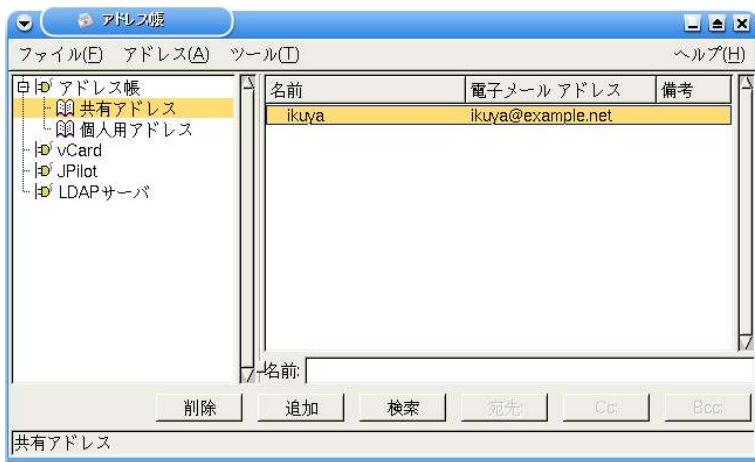 アドレス帳
ファイル(F) アドレス(A) ツール(T) ヘルプ(H)
アドレス帳
共有アドレス
個人用アドレス
vCard
JPilot
LDAPサーバ
名前 電子メール アドレス 備考
ikuya ikuya@example.net
名前:
削除 追加 検索 宛先: Cc: Bcc:
共有アドレス